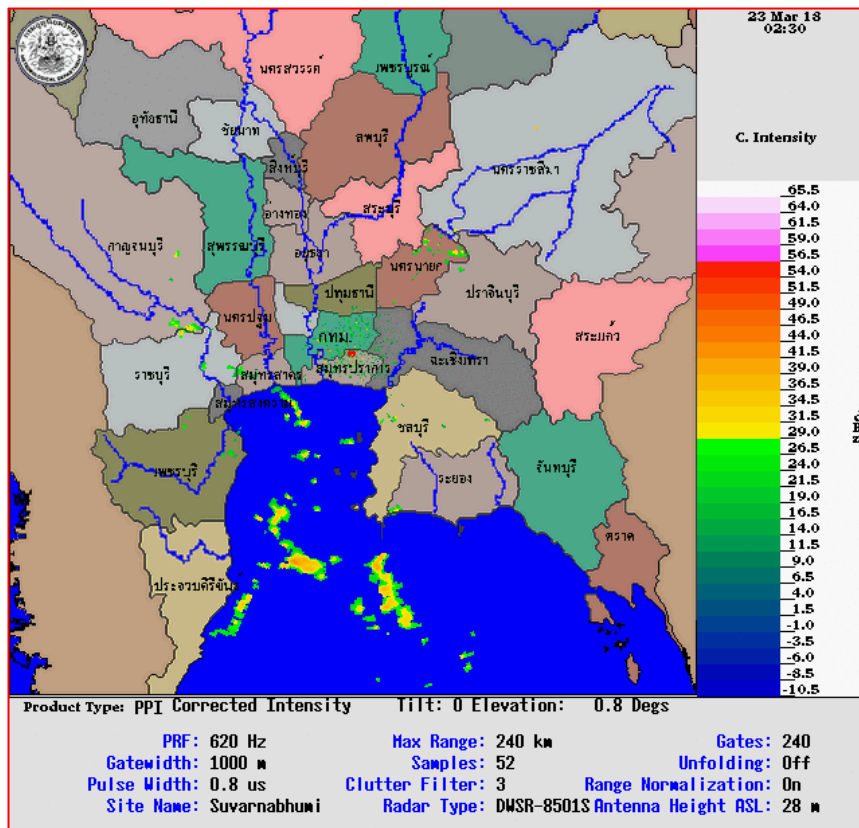 23 Mar 18
02:30
C. Intensity
นครสวรรค์
เพชรบูรณ์
อุทัยธานี
ชัยนาท
ลพบุรี
สิงห์บุรี
นครราชสีมา
อ่างทอง
สระบุรี
กาญจนบุรี
สุพรรณบุรี
อยุธยา
นครนายก
ปราจีนบุรี
ปทุมธานี
นครปฐม
สระแก้ว
กทม.
ฉะเชิงเทรา
ราชบุรี
สมุทรสาคร
สมุทรปราการ
สมุทรสงคราม
ชลบุรี
เพชรบุรี
ระยอง
จันทบุรี
ตราด
ประจวบคีรีขันธ์
65.5
64.0
61.5
59.0
56.5
54.0
51.5
49.0
46.5
44.0
41.5
39.0
36.5
34.0
31.5
29.0
26.5
24.0
21.5
19.0
16.5
14.0
11.5
9.0
6.5
4.0
1.5
-1.0
-3.5
-6.0
-8.5
-10.5
Product Type: PPI Corrected Intensity Tilt: 0 Elevation: 0.8 Degs
PRF: 620 Hz Max Range: 240 km Gates: 240
Gatewidth: 1000 m Samples: 52 Unfolding: Off
Pulse Width: 0.8 us Clutter Filter: 3 Range Normalization: On
Site Name: Suvarnabhumi Radar Type: DWSR-8501S Antenna Height ASL: 28 m